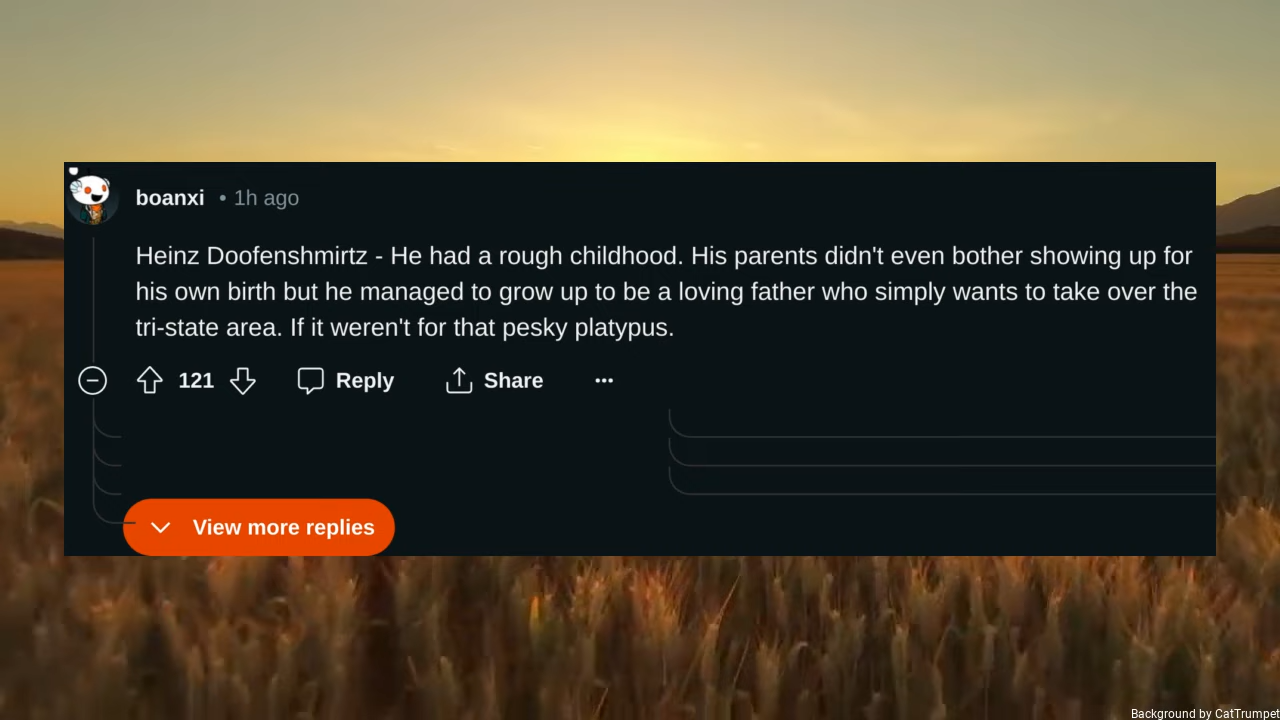 boanxi • 1h ago
Heinz Doofenshmirtz - He had a rough childhood. His parents didn't even bother showing up for
his own birth but he managed to grow up to be a loving father who simply wants to take over the
tri-state area. If it weren't for that pesky platypus.
121 Reply Share
View more replies
Background by CatTrumpet